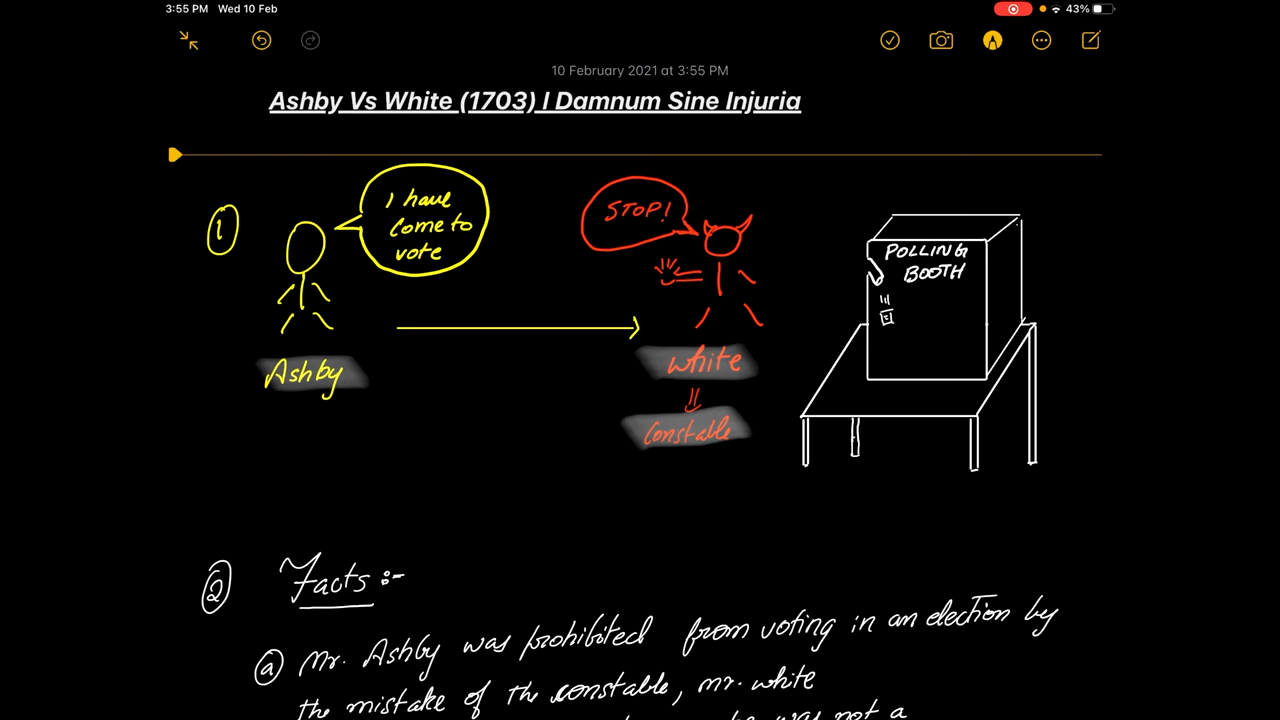 3:55 PM Wed 10 Feb
43%
10 February 2021 at 3:55 PM
Ashby Vs White (1703) | Damnum Sine Injuria
1
I have
come to
vote
STOP!
POLLING
BOOTH
Ashby
White
Constable
2 Facts :-
a Mr. Ashby was prohibited from voting in an election by
the mistake of the constable, mr. white
was not a